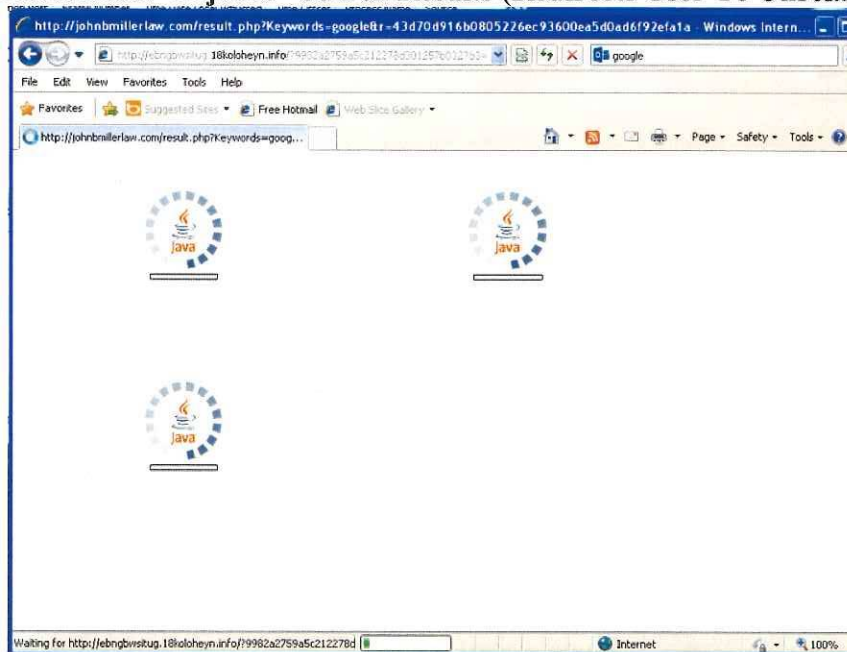 http://johnbmillerlaw.com/result.php?Keywords=google&r=43d70d916b0805226ec93600ea5d0ad6f92efa1a - Windows Intern...
18koloheyn.info/ google
File Edit View Favorites Tools Help
Favorites Suggested Sites Free Hotmail Web Slice Gallery
http://johnbmillerlaw.com/result.php?Keywords=goog... Page Safety Tools
Java Java
Java
Waiting for http://ebngbwsitug.18koloheyn.info/?9982a2759a5c212278d Internet 100%